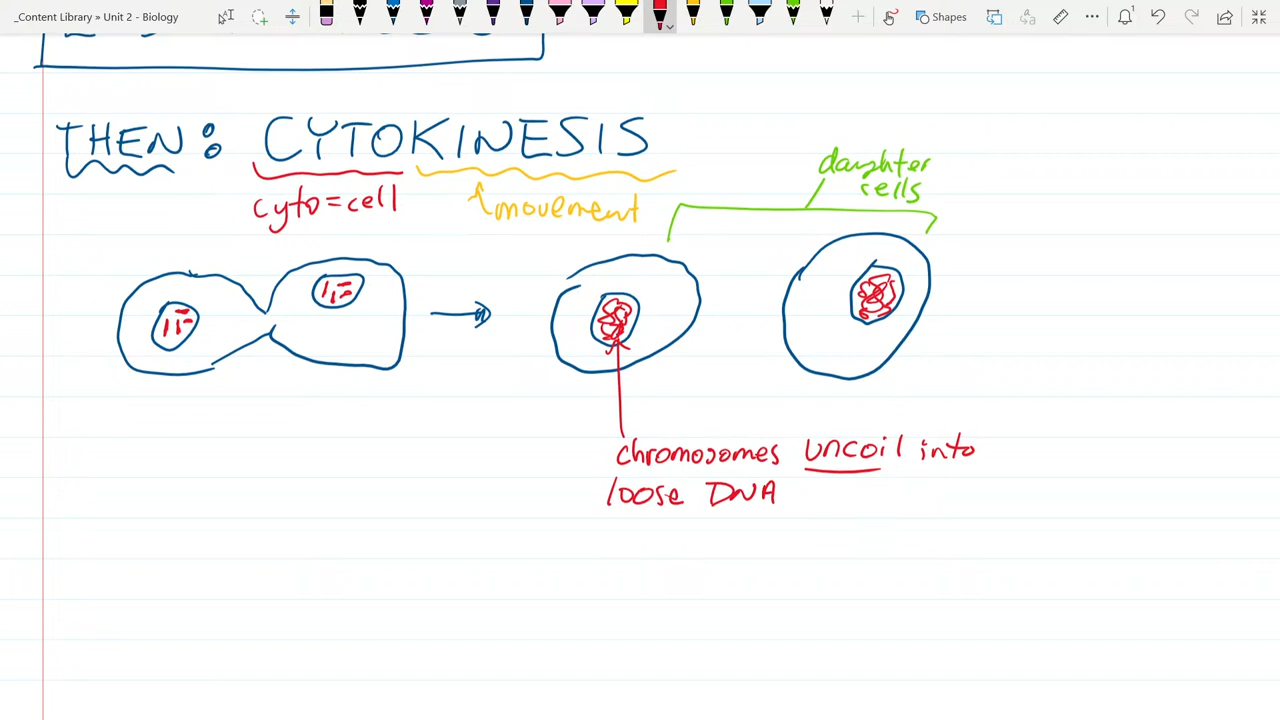 _Content Library » Unit 2 - Biology
Shapes
THEN: CYTOKINESIS
daughter
cells
cyto=cell
movement
chromosomes uncoil into
loose DNA